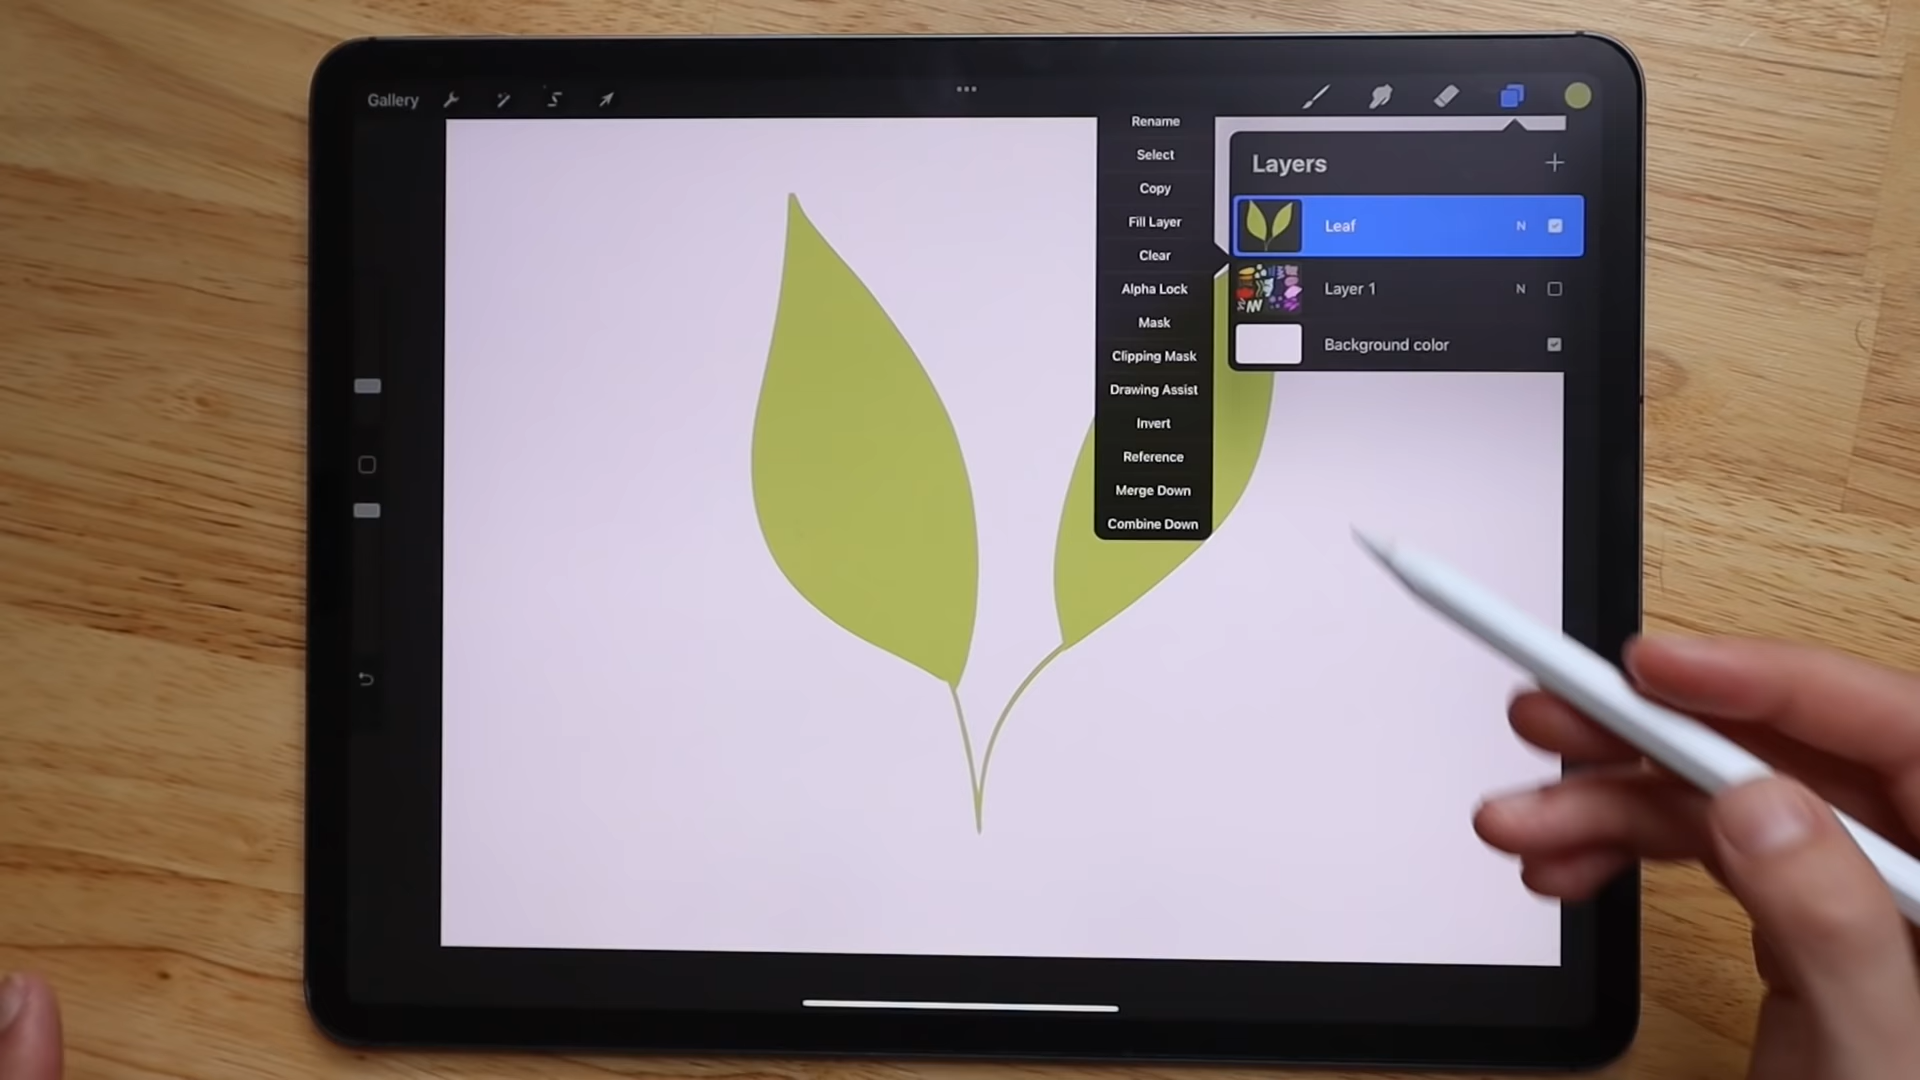 Gallery
Rename
Select
Copy
Fill Layer
Clear
Alpha Lock
Mask
Clipping Mask
Drawing Assist
Invert
Reference
Merge Down
Combine Down
Layers
Leaf N
Layer 1 N
Background color